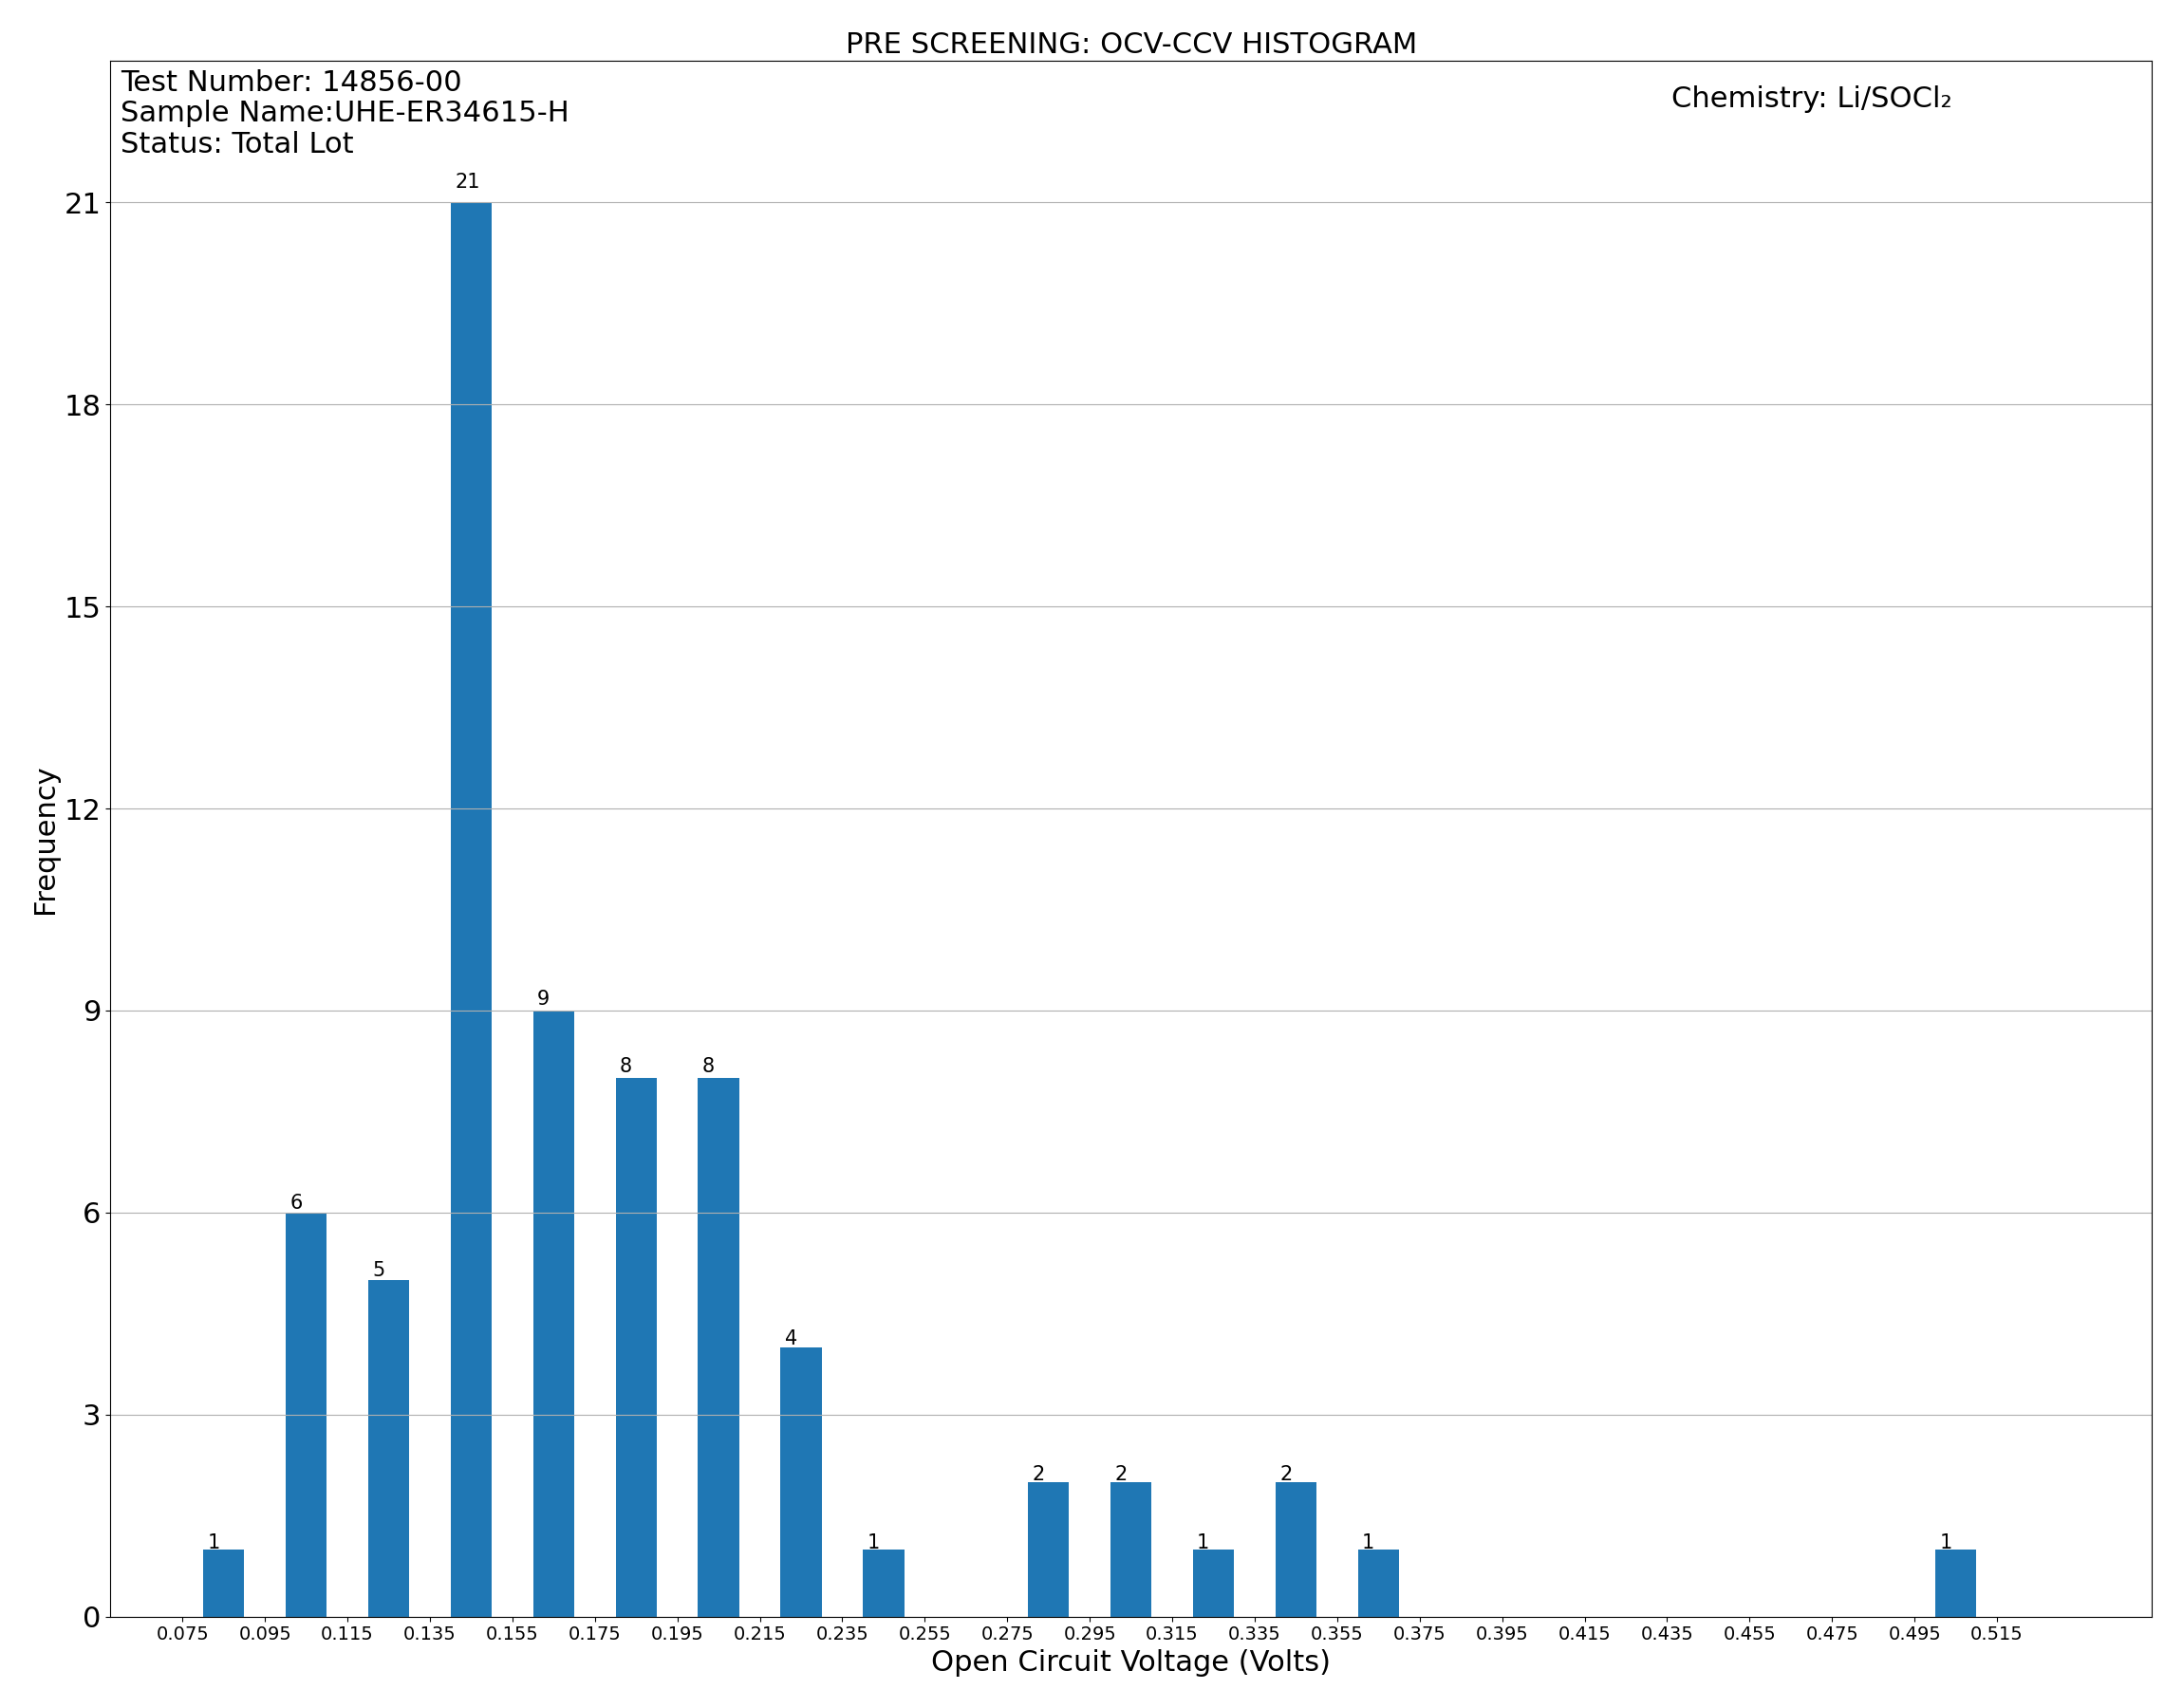 PRE SCREENING: OCV-CCV HISTOGRAM
Test Number: 14856-00
Sample Name:UHE-ER34615-H
Status: Total Lot
Chemistry: Li/SOCl₂
21
21
18
15
12
9
9
8
8
6
6
5
4
3
2
2
2
1
1
1
1
1
0
0.075 0.095 0.115 0.135 0.155 0.175 0.195 0.215 0.235 0.255 0.275 0.295 0.315 0.335 0.355 0.375 0.395 0.415 0.435 0.455 0.475 0.495 0.515
Frequency
Open Circuit Voltage (Volts)